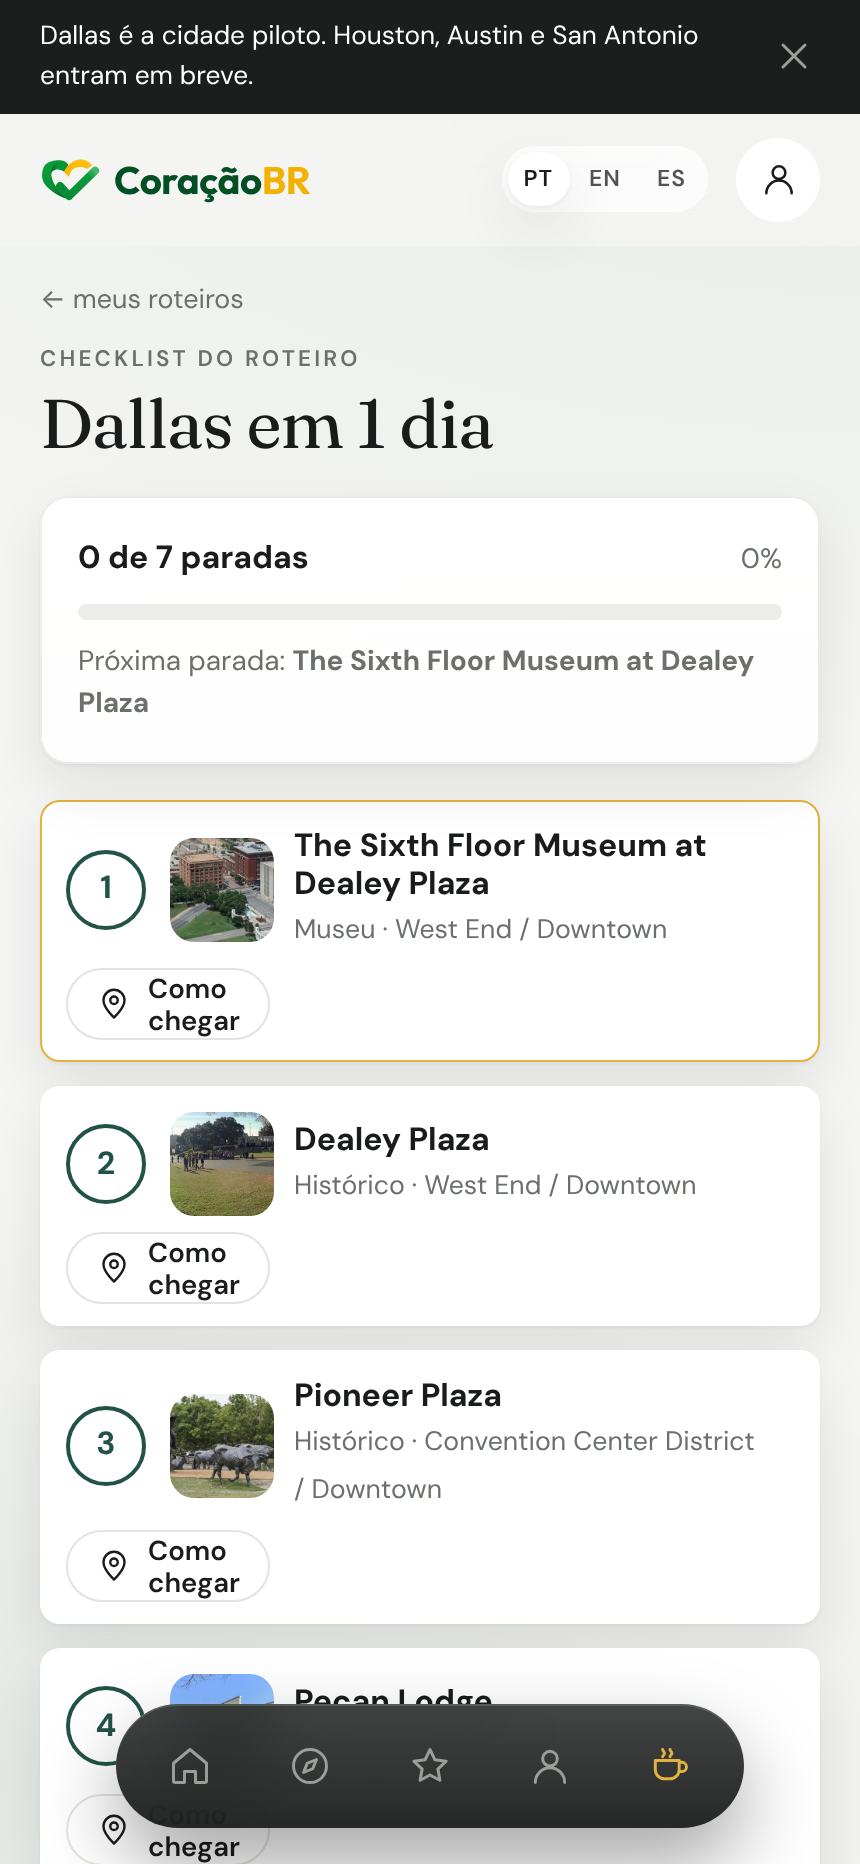 Dallas é a cidade piloto. Houston, Austin e San Antonio
entram em breve.
CoraçãoBR
PT EN ES
← meus roteiros
CHECKLIST DO ROTEIRO
Dallas em 1 dia
0 de 7 paradas 0%
Próxima parada: The Sixth Floor Museum at Dealey
Plaza
1
The Sixth Floor Museum at
Dealey Plaza
Museu · West End / Downtown
Como
chegar
2
Dealey Plaza
Histórico · West End / Downtown
Como
chegar
3
Pioneer Plaza
Histórico · Convention Center District
/ Downtown
Como
chegar
4
Pecan Lodge
Como
chegar